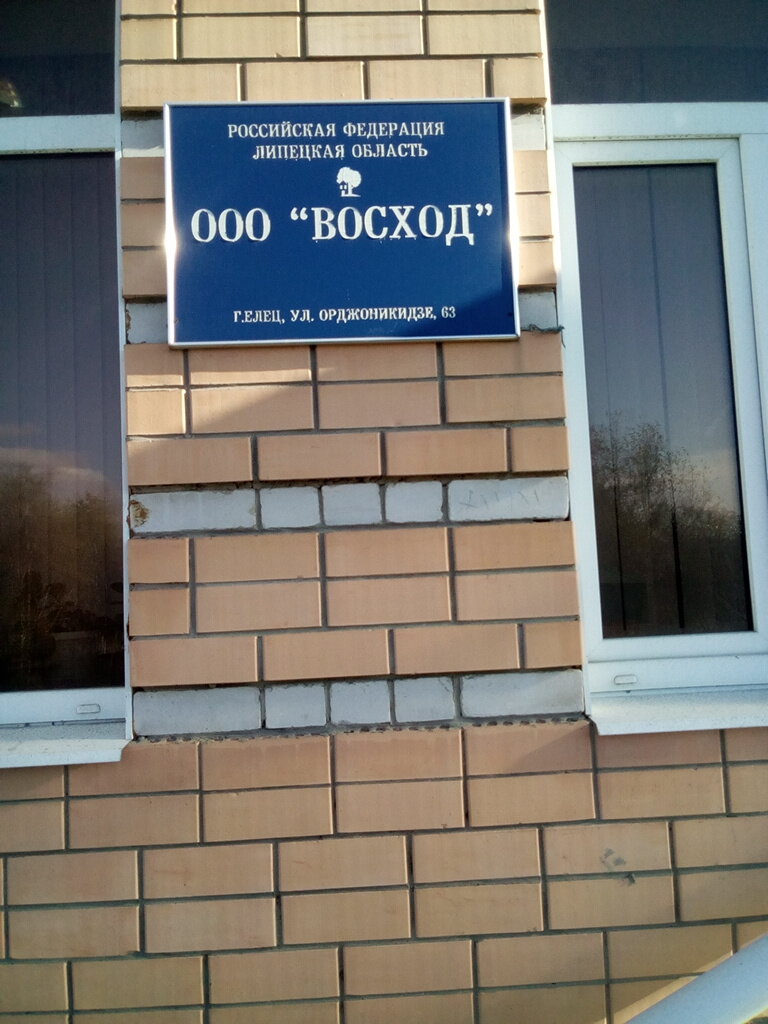 РОССИЙСКАЯ ФЕДЕРАЦИЯ
ЛИПЕЦКАЯ ОБЛАСТЬ
ООО “ВОСХОД”
Г.ЕЛЕЦ, УЛ. ОРДЖОНИКИДЗЕ, 63